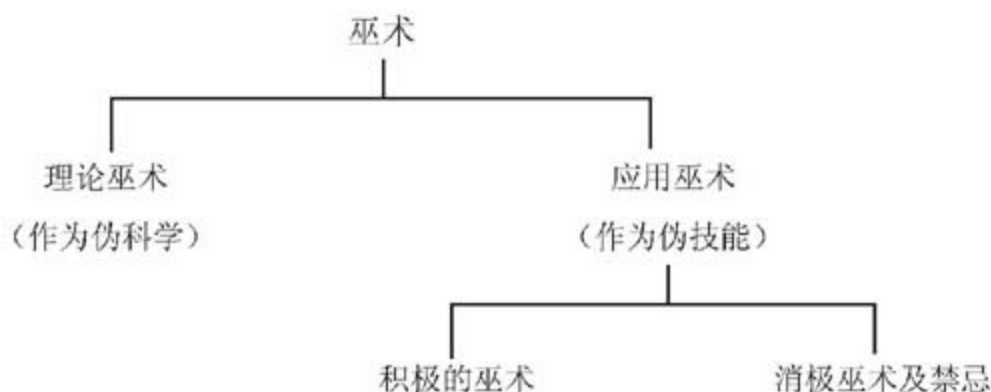 巫术
理论巫术
应用巫术
（作为伪科学）
（作为伪技能）
积极的巫术
消极巫术及禁忌